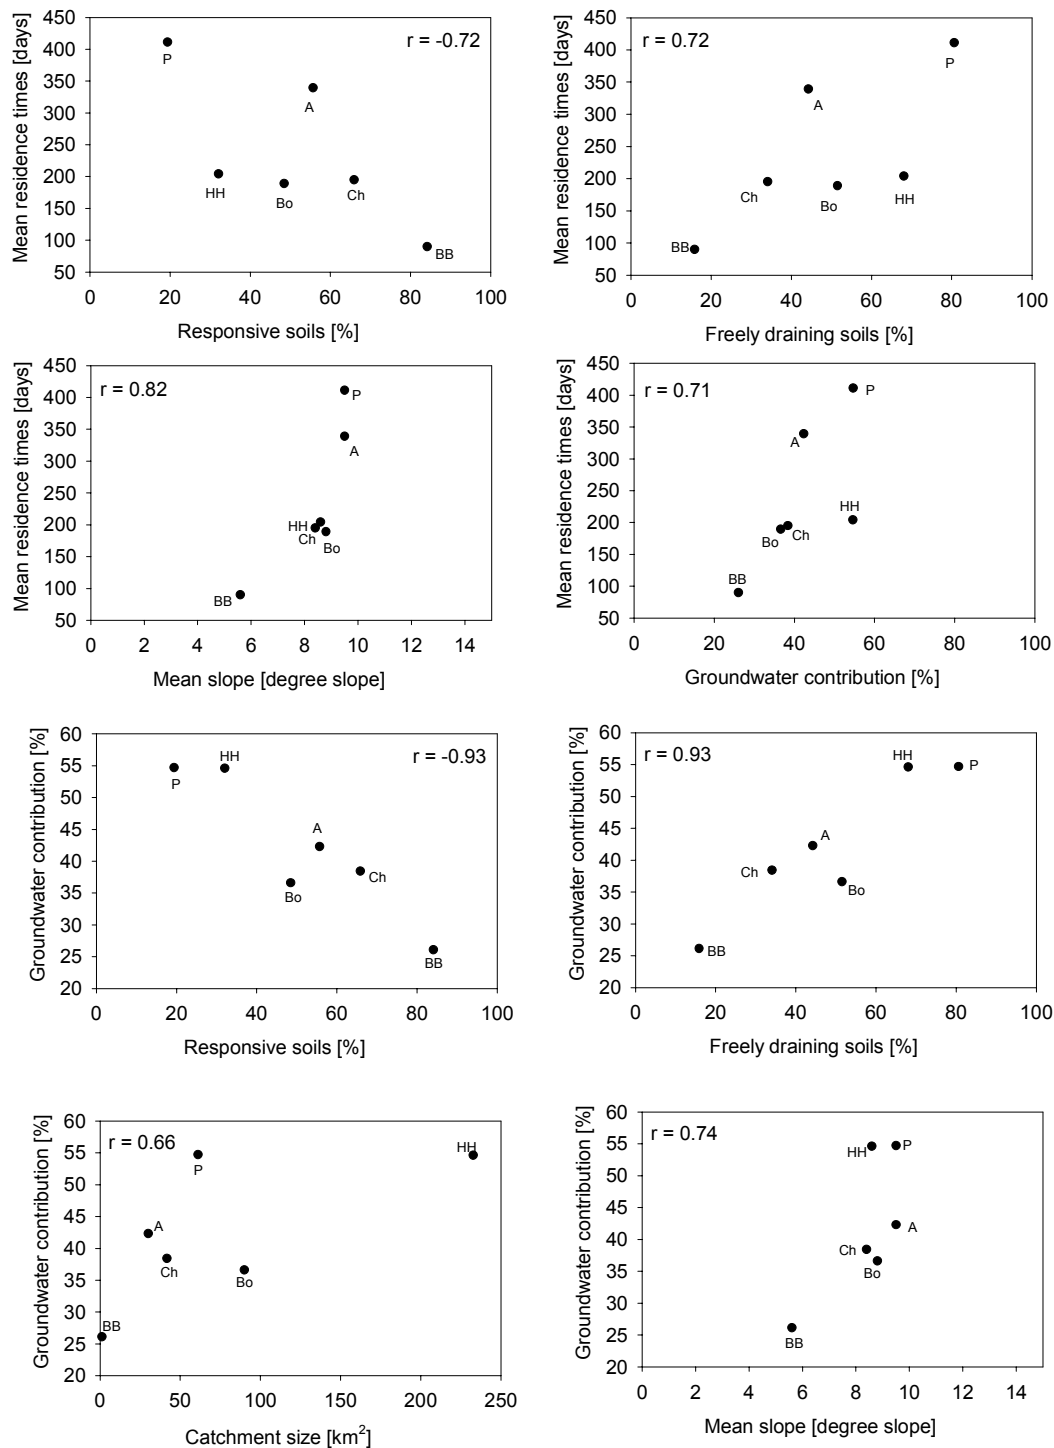 450
400
350
300
250
200
150
100
50
Mean residence times [days]
r = -0.72
P
A
HH
Bo
Ch
BB
0 20 40 60 80 100
Responsive soils [%]
450
400
350
300
250
200
150
100
50
Mean residence times [days]
r = 0.72
P
A
Ch
Bo
HH
BB
0 20 40 60 80 100
Freely draining soils [%]
450
400
350
300
250
200
150
100
50
Mean residence times [days]
r = 0.82
P
A
HH
Ch
Bo
BB
0 2 4 6 8 10 12 14
Mean slope [degree slope]
450
400
350
300
250
200
150
100
50
Mean residence times [days]
r = 0.71
P
A
HH
Bo
Ch
BB
0 20 40 60 80 100
Groundwater contribution [%]
60
55
50
45
40
35
30
25
20
Groundwater contribution [%]
r = -0.93
HH
P
A
Ch
Bo
BB
0 20 40 60 80 100
Responsive soils [%]
60
55
50
45
40
35
30
25
20
Groundwater contribution [%]
r = 0.93
HH
P
A
Ch
Bo
BB
0 20 40 60 80 100
Freely draining soils [%]
60
55
50
45
40
35
30
25
20
Groundwater contribution [%]
r = 0.66
HH
P
A
Ch
Bo
BB
0 50 100 150 200 250
Catchment size [km²]
60
55
50
45
40
35
30
25
20
Groundwater contribution [%]
r = 0.74
HH
P
A
Ch
Bo
BB
0 2 4 6 8 10 12 14
Mean slope [degree slope]